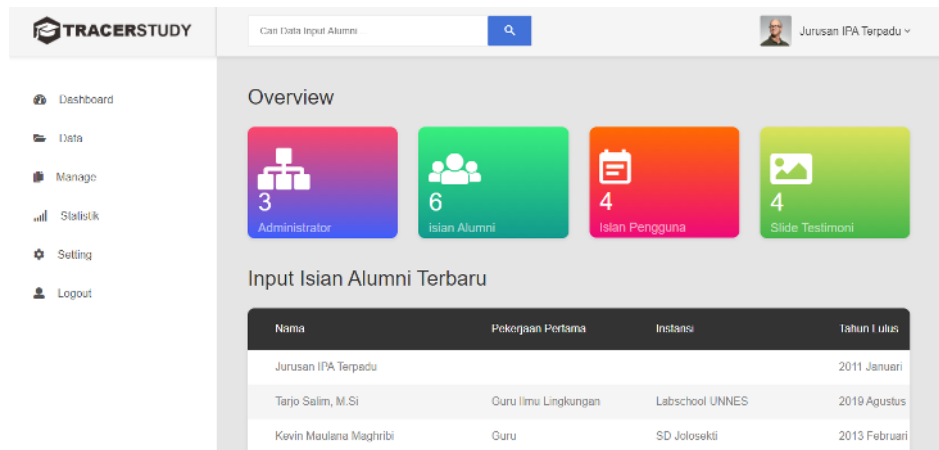 TRACERSTUDY
Cari Data Input Alumni...
Jurusan IPA Terpadu
Dashboard
Data
Manage
Statistik
Setting
Logout
Overview
3
Administrator
6
isian Alumni
4
Isian Pengguna
4
Slide Testimoni
Input Isian Alumni Terbaru
Nama Pekerjaan Pertama Instansi Tahun Lulus
Jurusan IPA Terpadu 2011 Januari
Tarjo Salim, M.Si Guru Ilmu Lingkungan Labschool UNNES 2019 Agustus
Kevin Maulana Maghribi Guru SD Jolosekti 2013 Februari